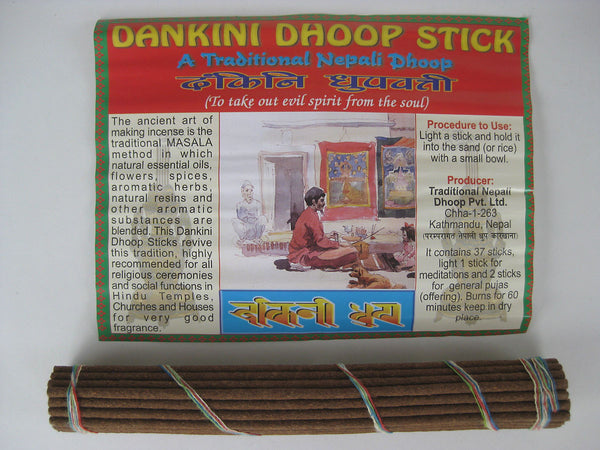 DANKINI DHOOP STICK
A Traditional Nepali Dhoop
दंकिनि धुपवत्ती
(To take out evil spirit from the soul)
The ancient art of
making incense is the
traditional MASALA
method in which
natural essential oils,
flowers, spices,
aromatic herbs,
natural resins and
other aromatic
substances are
blended. This Dankini
Dhoop Sticks revive
this tradition, highly
recommended for all
religious ceremonies
and social functions in
Hindu Temples,
Churches and Houses
for very good
fragrance.
Procedure to Use:
Light a stick and hold it
into the sand (or rice)
with a small bowl.
Producer:
Traditional Nepali
Dhoop Pvt. Ltd.
Chha-1-263
Kathmandu, Nepal
(परम्परागत नेपाली धुप कारखाना)
It contains 37 sticks,
light 1 stick for
meditations and 2 sticks
for general pujas
(offering). Burns for 60
minutes keep in dry
place.